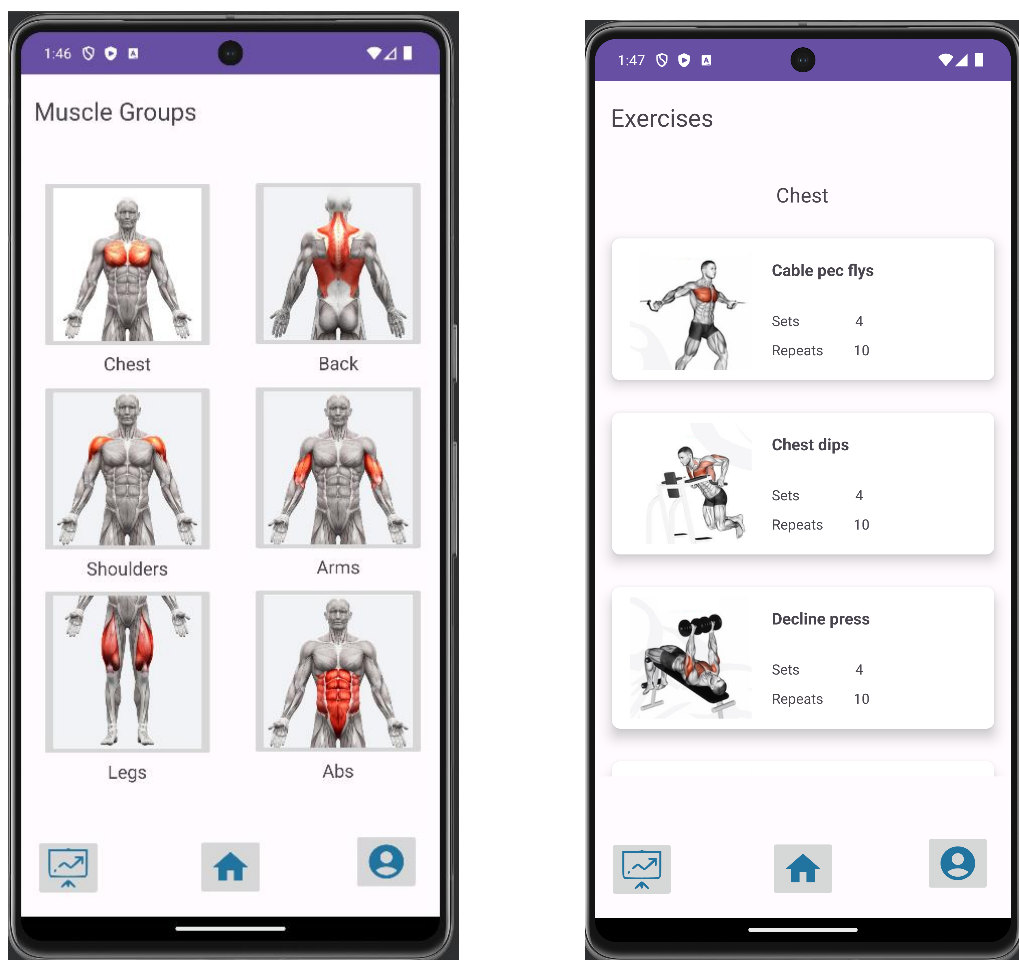 1:46
Muscle Groups
Chest
Back
Shoulders
Arms
Legs
Abs
1:47
Exercises
Chest
Cable pec flys
Sets 4
Repeats 10
Chest dips
Sets 4
Repeats 10
Decline press
Sets 4
Repeats 10